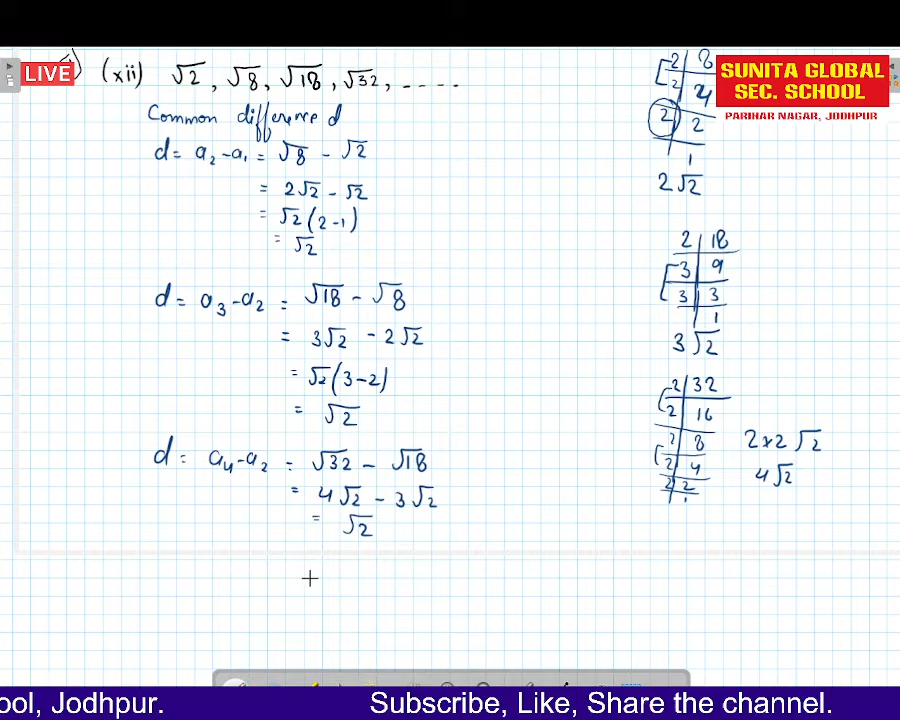 LIVE
(xii) √2, √8, √18, √32, ....
Common difference d
d = a₂ - a₁ = √8 - √2
= 2√2 - √2
= √2(2-1)
= √2
d = a₃ - a₂ = √18 - √8
= 3√2 - 2√2
= √2(3-2)
= √2
d = a₄ - a₂ = √32 - √18
= 4√2 - 3√2
= √2
2 | 8
2 | 4
2 | 2
1
2√2
2 | 18
3 | 9
3 | 3
1
3√2
2 | 32
2 | 16
2 | 8
2 | 4
2 | 2
1
2×2√2
4√2
SUNITA GLOBAL
SEC. SCHOOL
PARIHAR NAGAR, JODHPUR
ool, Jodhpur.
Subscribe, Like, Share the channel.